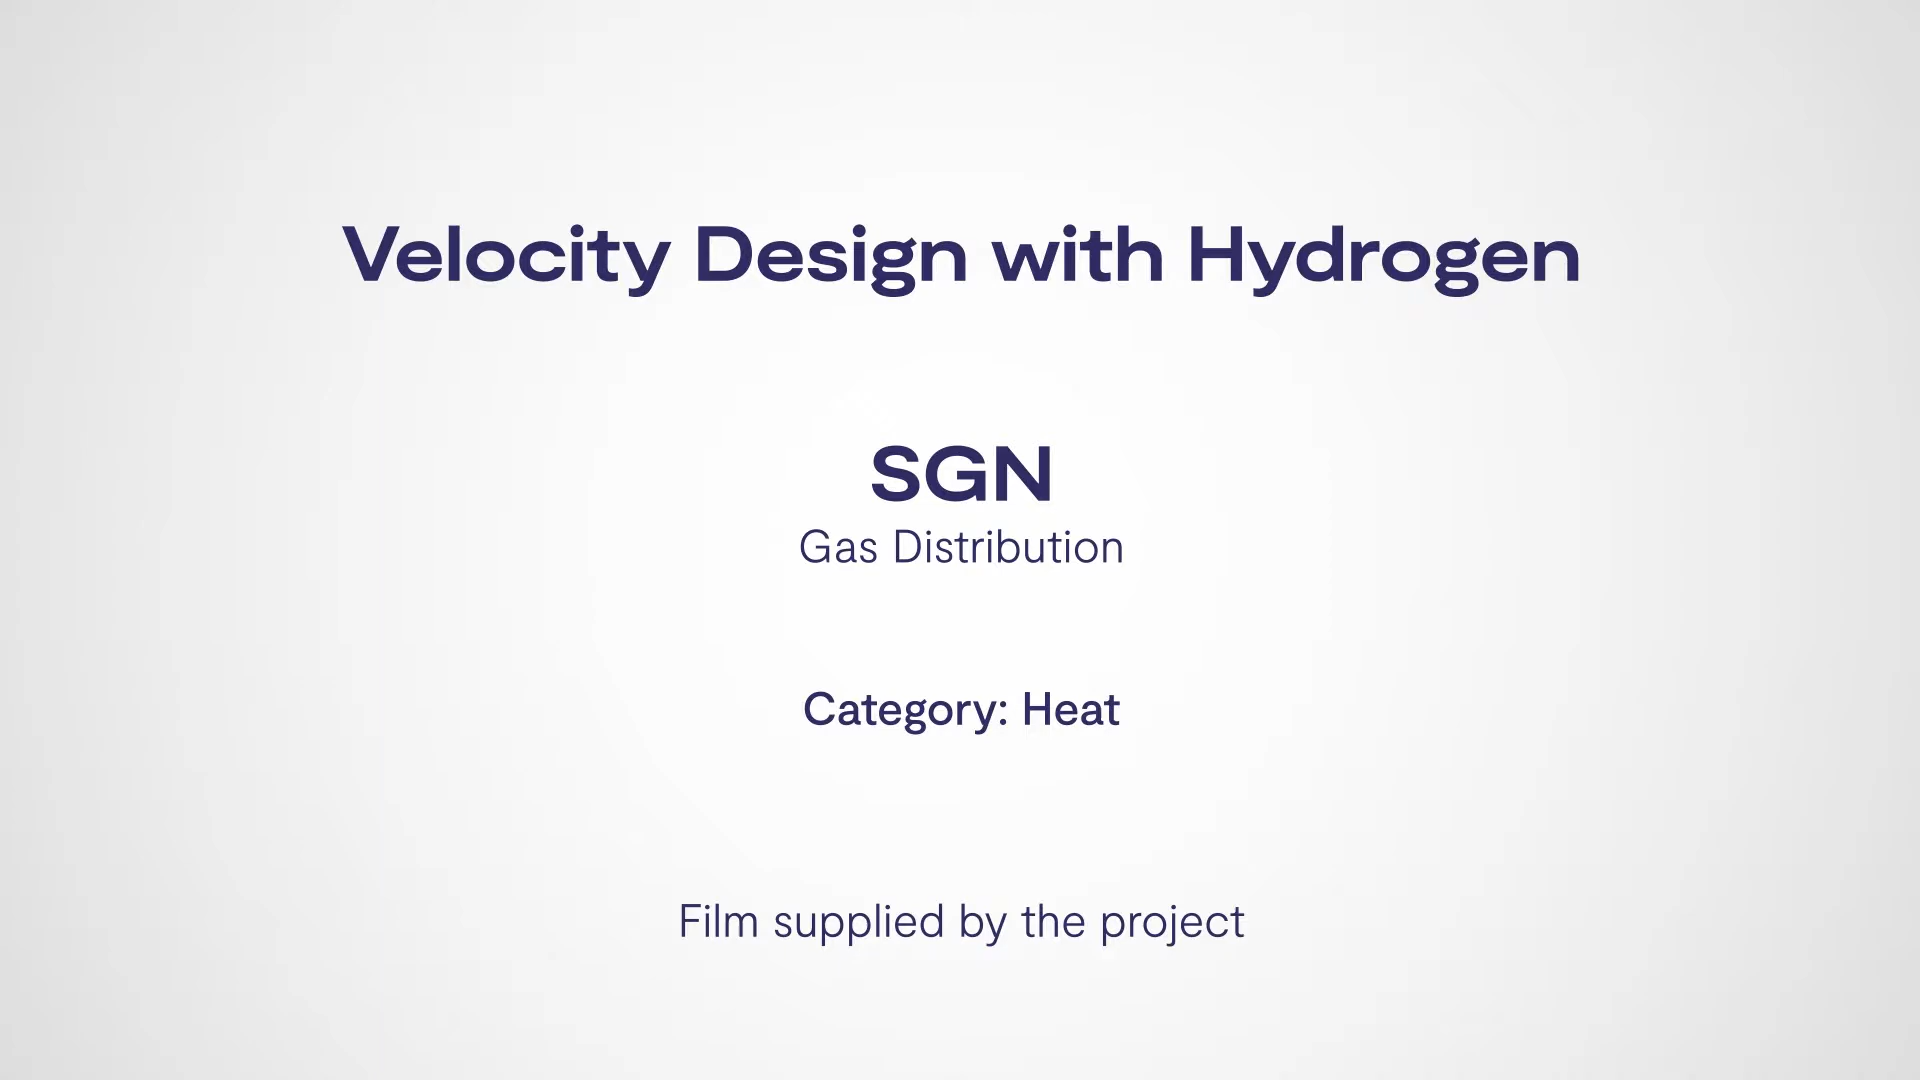 Velocity Design with Hydrogen
SGN
Gas Distribution
Category: Heat
Film supplied by the project